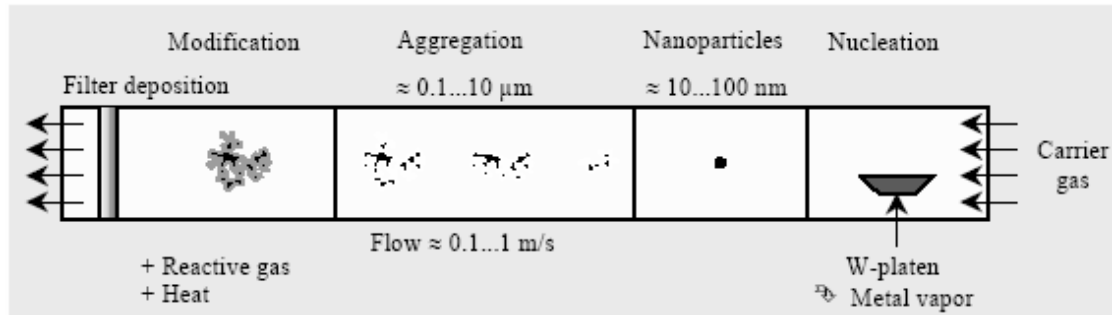 Modification
Aggregation
Nanoparticles
Nucleation
Filter deposition
≈ 0.1...10 µm
≈ 10...100 nm
Carrier
gas
Flow ≈ 0.1...1 m/s
+ Reactive gas
+ Heat
W-platen
Metal vapor